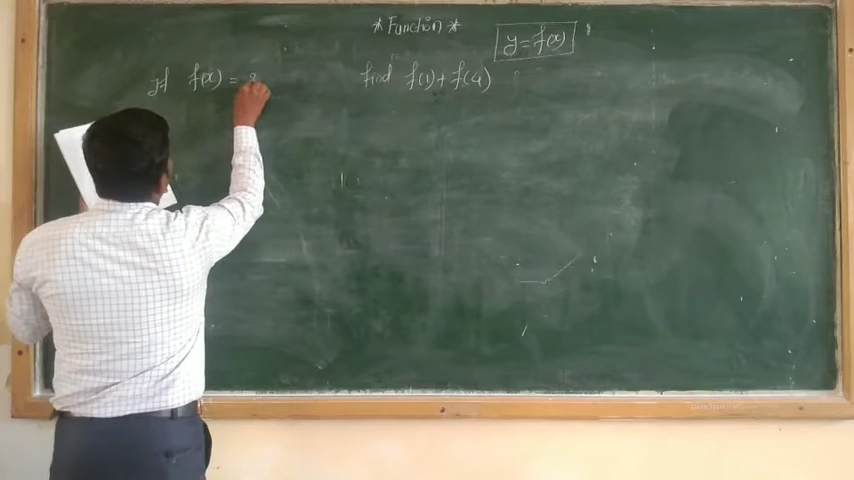 * Function *
y = f(x)
If f(x) = find f(1) + f(4)